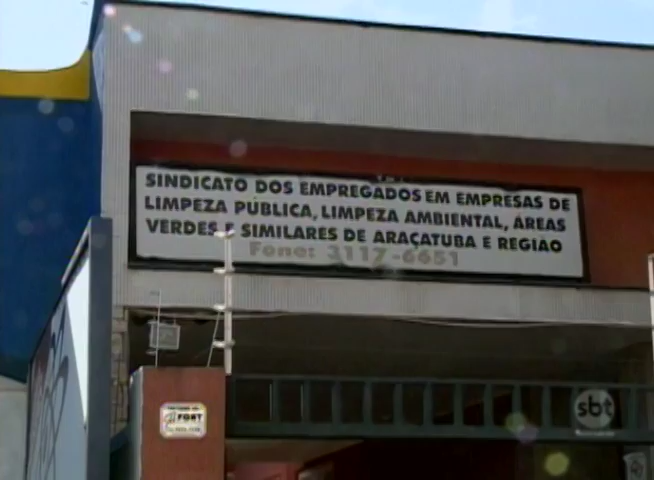 SINDICATO DOS EMPREGADOS EM EMPRESAS DE
LIMPEZA PÚBLICA, LIMPEZA AMBIENTAL, ÁREAS
VERDES E SIMILARES DE ARAÇATUBA E REGIÃO
Fone: 3117-6651
FORT
sbt